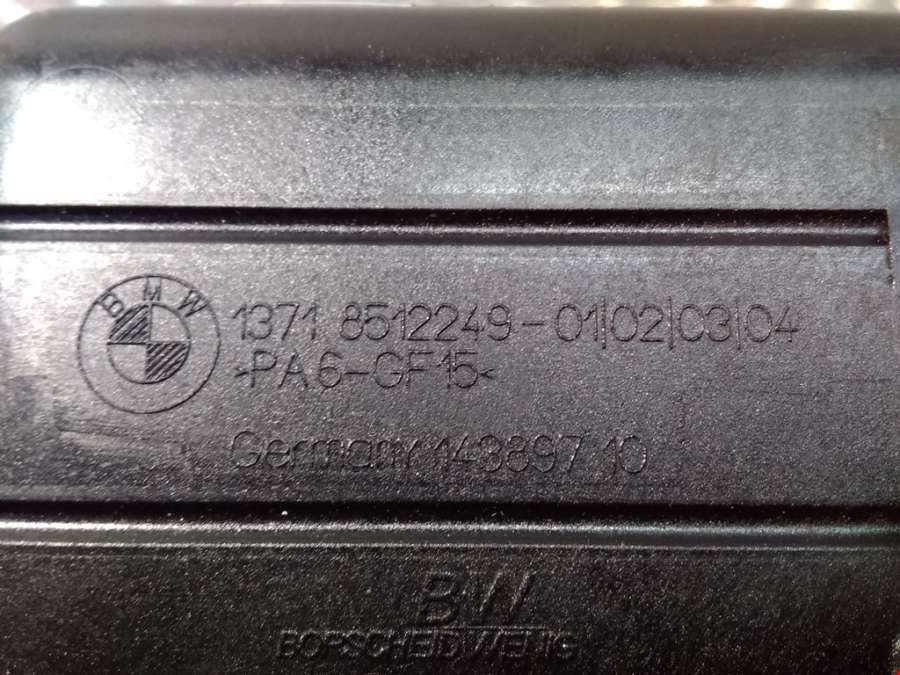 BMW
1371 8512249-01|02|03|04
>PA6-GF15<
Germany 143897 10
BW
BORSCHEID WENIG